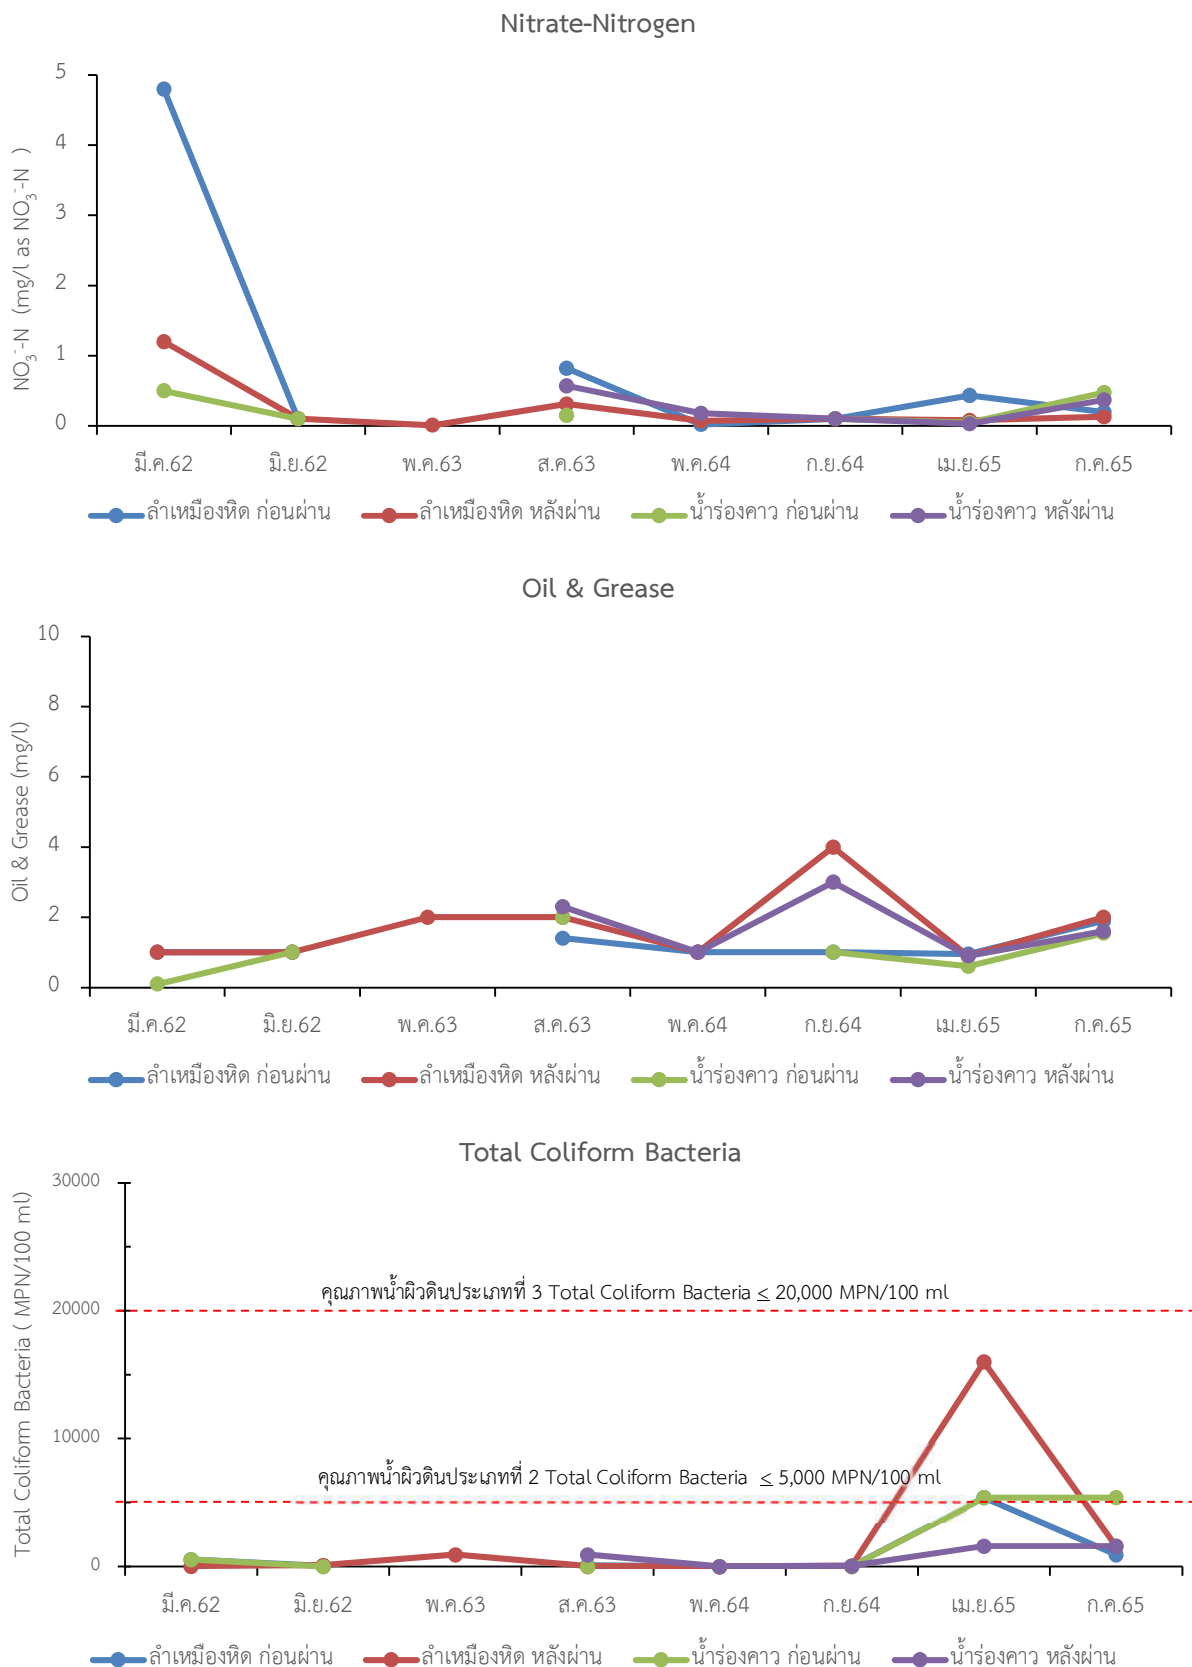 Nitrate-Nitrogen
NO₃⁻-N (mg/l as NO₃⁻-N )
5
4
3
2
1
0
มี.ค.62 มิ.ย.62 พ.ค.63 ส.ค.63 พ.ค.64 ก.ย.64 เม.ย.65 ก.ค.65
ลำเหมืองหิด ก่อนผ่าน ลำเหมืองหิด หลังผ่าน น้ำร่องคาว ก่อนผ่าน น้ำร่องคาว หลังผ่าน
Oil & Grease
Oil & Grease (mg/l)
10
8
6
4
2
0
มี.ค.62 มิ.ย.62 พ.ค.63 ส.ค.63 พ.ค.64 ก.ย.64 เม.ย.65 ก.ค.65
ลำเหมืองหิด ก่อนผ่าน ลำเหมืองหิด หลังผ่าน น้ำร่องคาว ก่อนผ่าน น้ำร่องคาว หลังผ่าน
Total Coliform Bacteria
Total Coliform Bacteria ( MPN/100 ml)
30000
คุณภาพน้ำผิวดินประเภทที่ 3 Total Coliform Bacteria ≤ 20,000 MPN/100 ml
20000
10000
คุณภาพน้ำผิวดินประเภทที่ 2 Total Coliform Bacteria ≤ 5,000 MPN/100 ml
0
มี.ค.62 มิ.ย.62 พ.ค.63 ส.ค.63 พ.ค.64 ก.ย.64 เม.ย.65 ก.ค.65
ลำเหมืองหิด ก่อนผ่าน ลำเหมืองหิด หลังผ่าน น้ำร่องคาว ก่อนผ่าน น้ำร่องคาว หลังผ่าน